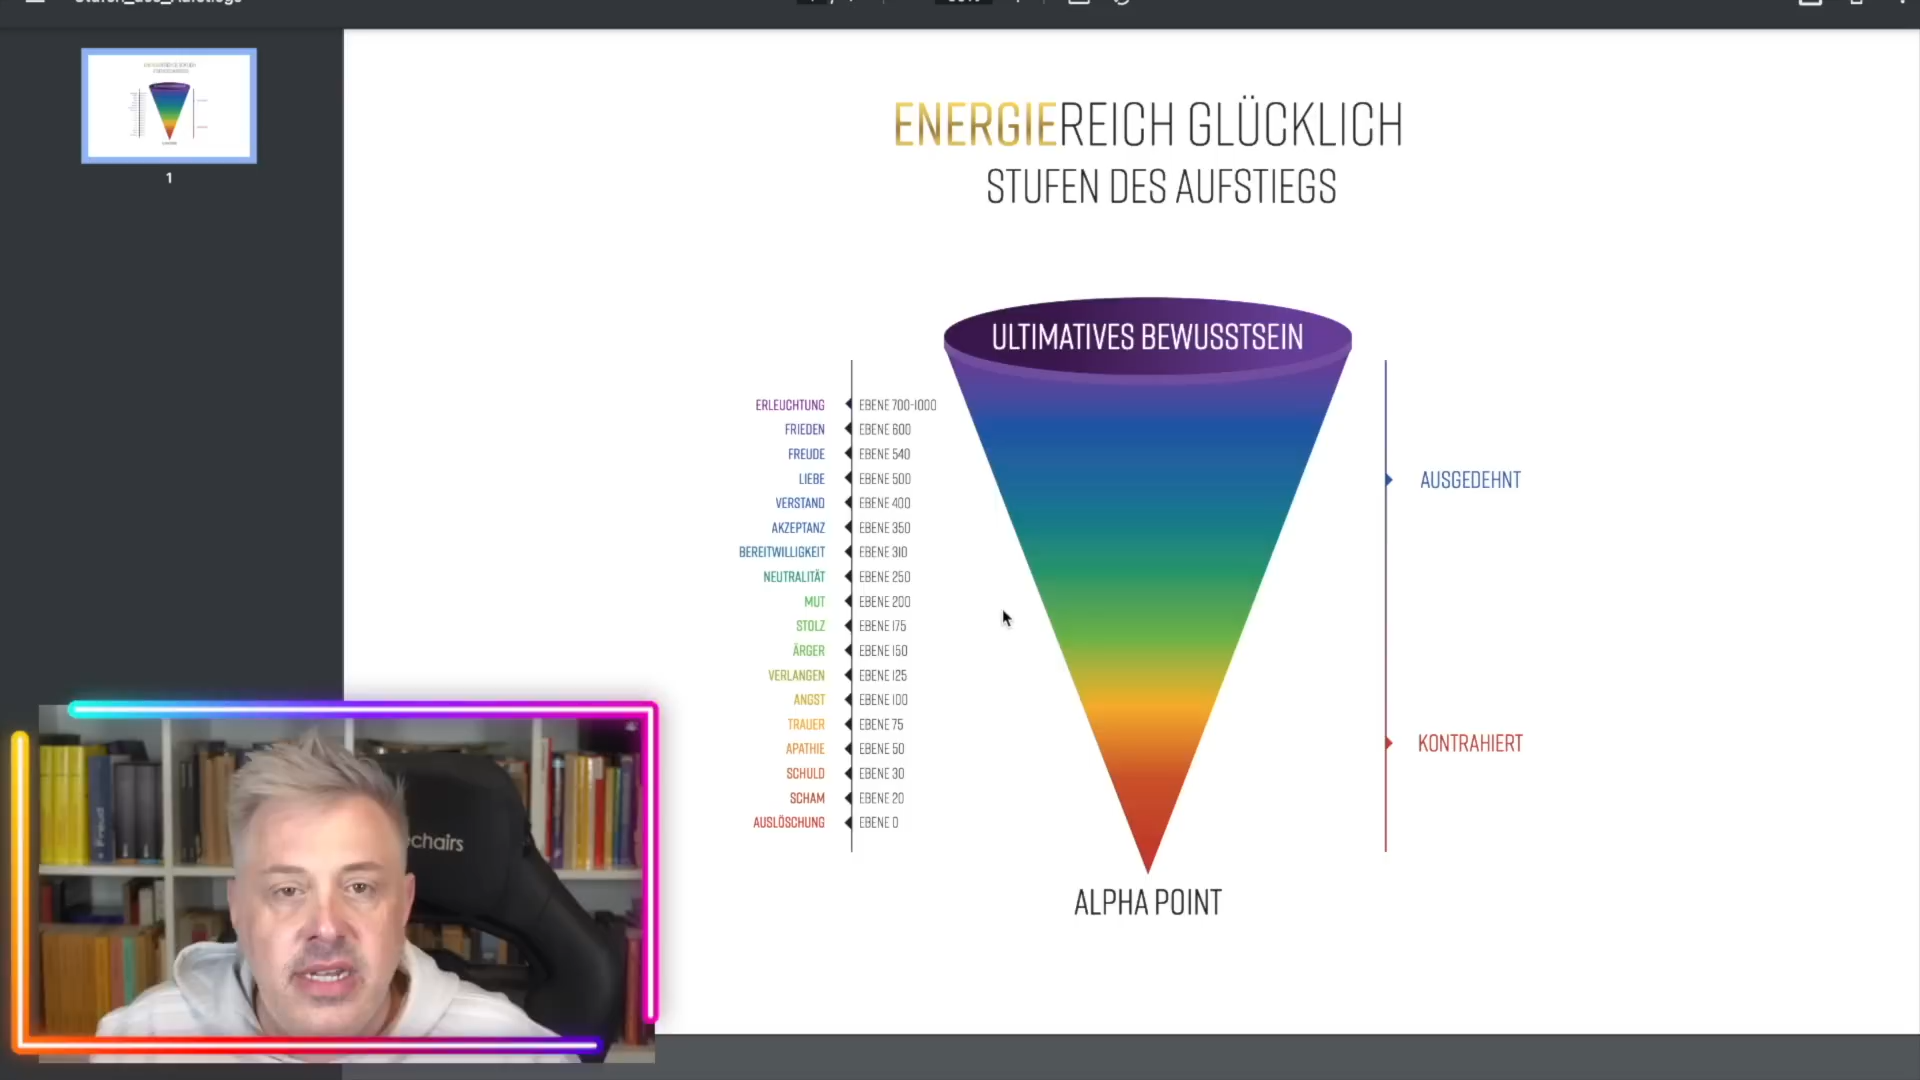 Stufen_des_Aufstiegs
1
ENERGIEREICH GLÜCKLICH
STUFEN DES AUFSTIEGS
ULTIMATIVES BEWUSSTSEIN
ERLEUCHTUNG EBENE 700-1000
FRIEDEN EBENE 600
FREUDE EBENE 540
LIEBE EBENE 500
VERSTAND EBENE 400
AKZEPTANZ EBENE 350
BEREITWILLIGKEIT EBENE 310
NEUTRALITÄT EBENE 250
MUT EBENE 200
STOLZ EBENE 175
ÄRGER EBENE 150
VERLANGEN EBENE 125
ANGST EBENE 100
TRAUER EBENE 75
APATHIE EBENE 50
SCHULD EBENE 30
SCHAM EBENE 20
AUSLÖSCHUNG EBENE 0
AUSGEDEHNT
KONTRAHIERT
ALPHA POINT
echairs
Freud